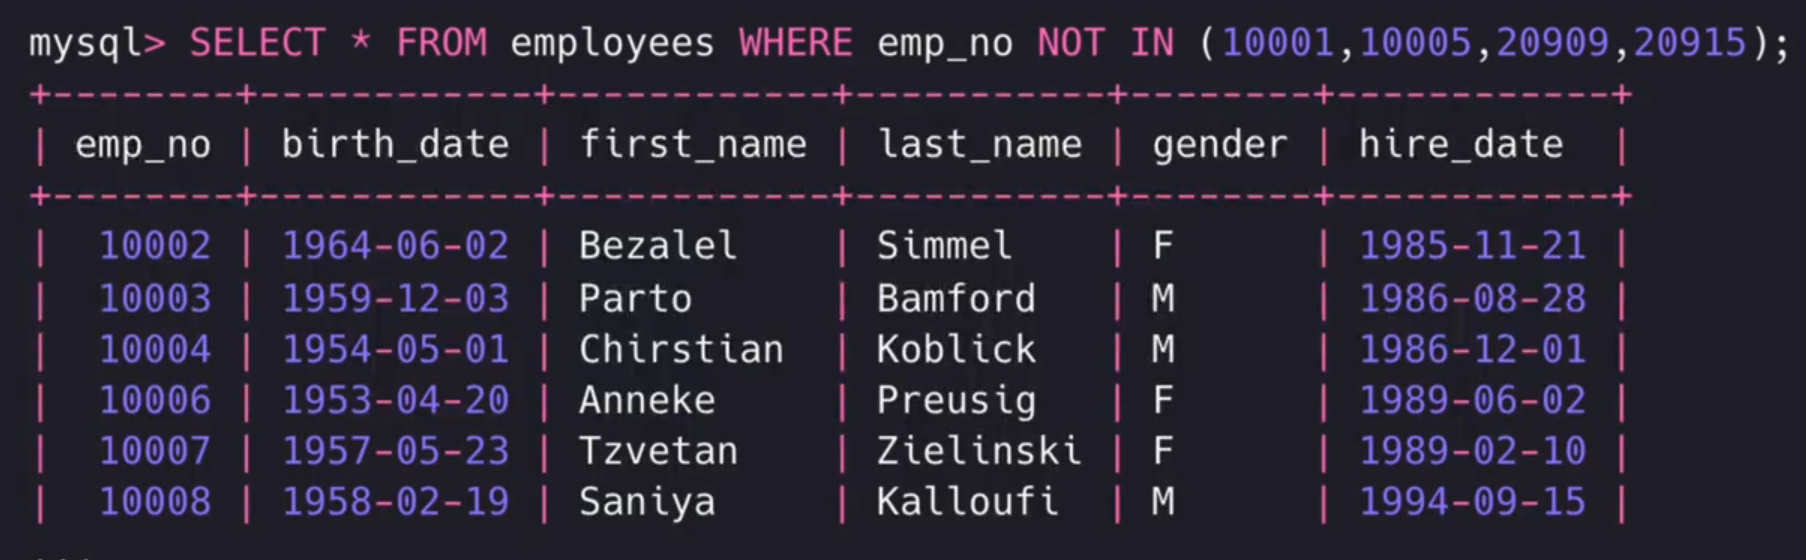 mysql> SELECT * FROM employees WHERE emp_no NOT IN (10001,10005,20909,20915);
+--------+------------+------------+-----------+--------+------------+
| emp_no | birth_date | first_name | last_name | gender | hire_date  |
+--------+------------+------------+-----------+--------+------------+
|  10002 | 1964-06-02 | Bezalel    | Simmel    | F      | 1985-11-21 |
|  10003 | 1959-12-03 | Parto      | Bamford   | M      | 1986-08-28 |
|  10004 | 1954-05-01 | Chirstian  | Koblick   | M      | 1986-12-01 |
|  10006 | 1953-04-20 | Anneke     | Preusig   | F      | 1989-06-02 |
|  10007 | 1957-05-23 | Tzvetan    | Zielinski | F      | 1989-02-10 |
|  10008 | 1958-02-19 | Saniya     | Kalloufi  | M      | 1994-09-15 |